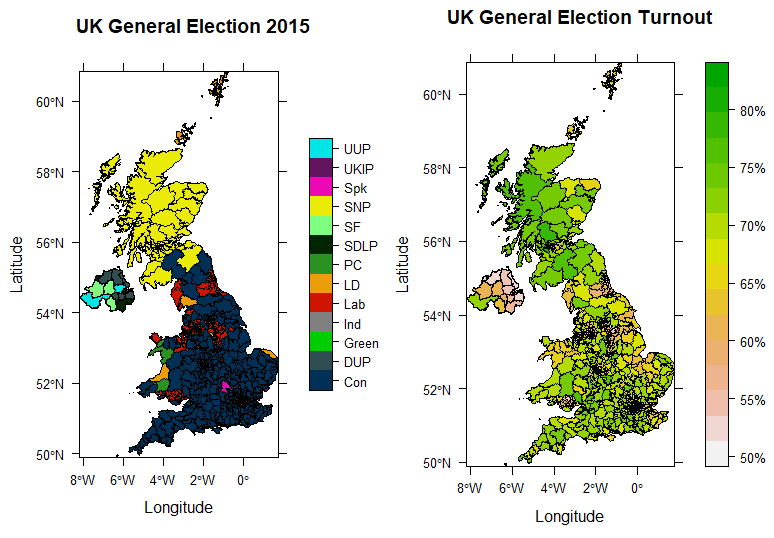 UK General Election 2015
60°N
58°N
56°N
54°N
52°N
50°N
Latitude
8°W
6°W
4°W
2°W
0°
Longitude
UUP
UKIP
Spk
SNP
SF
SDLP
PC
LD
Lab
Ind
Green
DUP
Con
UK General Election Turnout
60°N
58°N
56°N
54°N
52°N
50°N
Latitude
8°W
6°W
4°W
2°W
0°
Longitude
80%
75%
70%
65%
60%
55%
50%